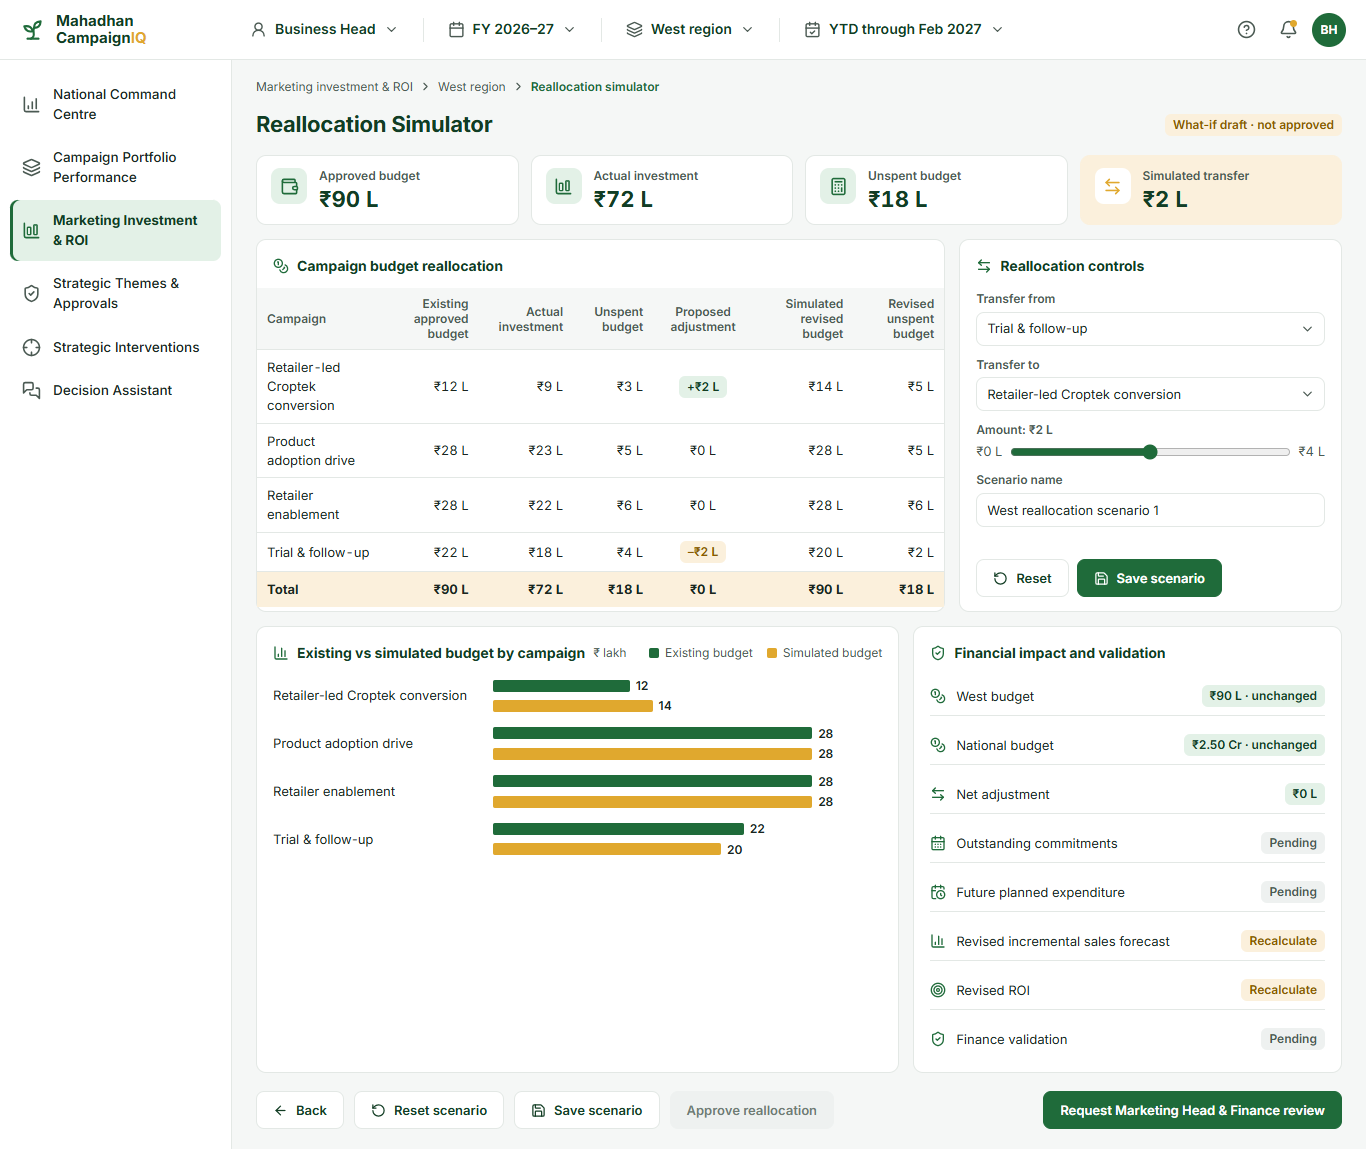 Mahadhan
CampaignIQ
Business Head
FY 2026–27
West region
YTD through Feb 2027
BH
National Command
Centre
Campaign Portfolio
Performance
Marketing Investment
& ROI
Strategic Themes &
Approvals
Strategic Interventions
Decision Assistant
Marketing investment & ROI > West region > Reallocation simulator
Reallocation Simulator
What-if draft · not approved
Approved budget
₹90 L
Actual investment
₹72 L
Unspent budget
₹18 L
Simulated transfer
₹2 L
Campaign budget reallocation
Campaign | Existing approved budget | Actual investment | Unspent budget | Proposed adjustment | Simulated revised budget | Revised unspent budget
Retailer-led Croptek conversion | ₹12 L | ₹9 L | ₹3 L | +₹2 L | ₹14 L | ₹5 L
Product adoption drive | ₹28 L | ₹23 L | ₹5 L | ₹0 L | ₹28 L | ₹5 L
Retailer enablement | ₹28 L | ₹22 L | ₹6 L | ₹0 L | ₹28 L | ₹6 L
Trial & follow-up | ₹22 L | ₹18 L | ₹4 L | −₹2 L | ₹20 L | ₹2 L
Total | ₹90 L | ₹72 L | ₹18 L | ₹0 L | ₹90 L | ₹18 L
Reallocation controls
Transfer from
Trial & follow-up
Transfer to
Retailer-led Croptek conversion
Amount: ₹2 L
₹0 L ₹4 L
Scenario name
West reallocation scenario 1
Reset
Save scenario
Existing vs simulated budget by campaign ₹ lakh Existing budget Simulated budget
Retailer-led Croptek conversion 12
14
Product adoption drive 28
28
Retailer enablement 28
28
Trial & follow-up 22
20
Financial impact and validation
West budget ₹90 L · unchanged
National budget ₹2.50 Cr · unchanged
Net adjustment ₹0 L
Outstanding commitments Pending
Future planned expenditure Pending
Revised incremental sales forecast Recalculate
Revised ROI Recalculate
Finance validation Pending
Back
Reset scenario
Save scenario
Approve reallocation
Request Marketing Head & Finance review